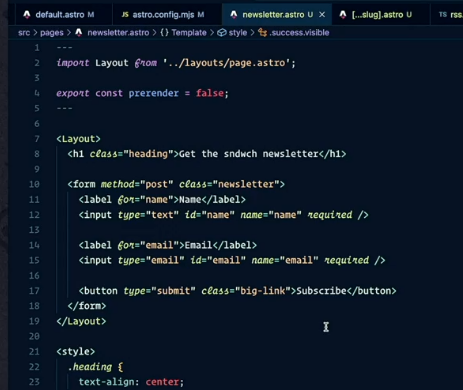 default.astro M JS astro.config.mjs M newsletter.astro U X [...slug].astro U TS rss.
src > pages > newsletter.astro > {} Template > style > .success.visible
1 ---
2 import Layout from '../layouts/page.astro';
3
4 export const prerender = false;
5 ---
6
7 <Layout>
8 <h1 class="heading">Get the sndwch newsletter</h1>
9
10 <form method="post" class="newsletter">
11 <label for="name">Name</label>
12 <input type="text" id="name" name="name" required />
13
14 <label for="email">Email</label>
15 <input type="email" id="email" name="email" required />
16
17 <button type="submit" class="big-link">Subscribe</button>
18 </form>
19 </Layout>
20
21 <style>
22 .heading {
23 text-align: center;